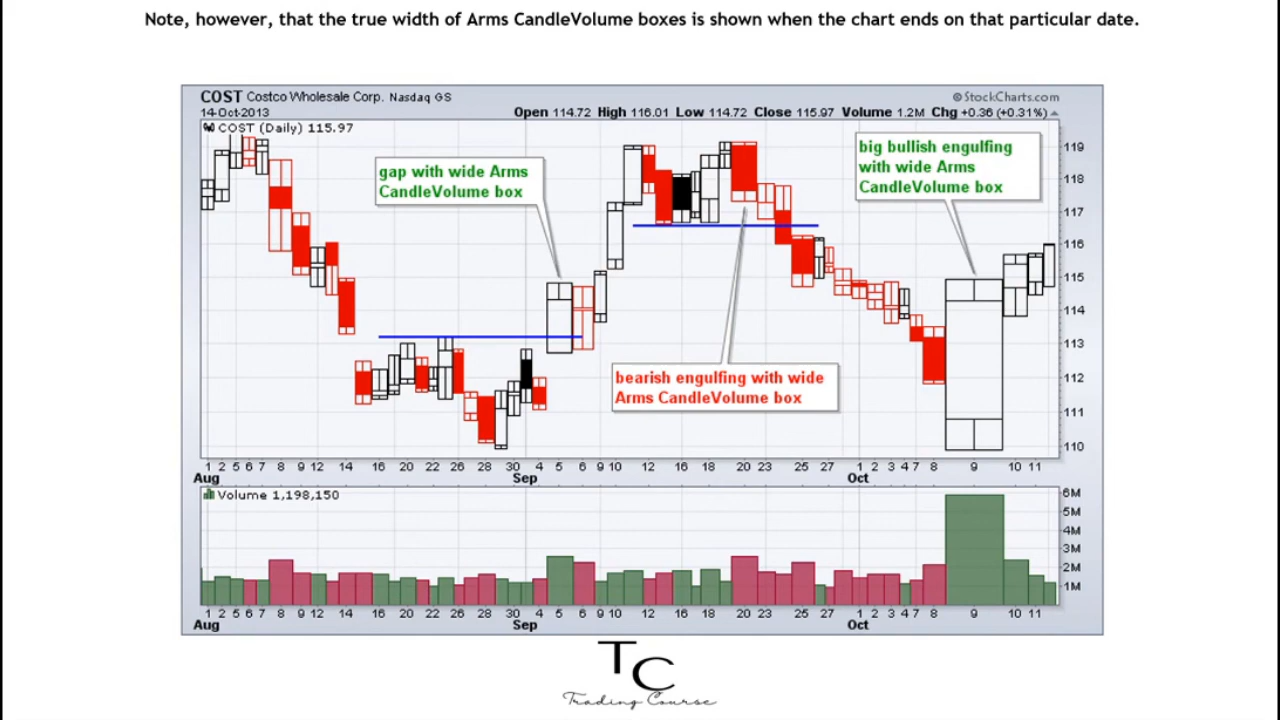 Note, however, that the true width of Arms CandleVolume boxes is shown when the chart ends on that particular date.
COST Costco Wholesale Corp. Nasdaq GS
© StockCharts.com
14-Oct-2013
Open 114.72 High 116.01 Low 114.72 Close 115.97 Volume 1.2M Chg +0.36 (+0.31%)
COST (Daily) 115.97
gap with wide Arms
CandleVolume box
big bullish engulfing
with wide Arms
CandleVolume box
bearish engulfing with wide
Arms CandleVolume box
119
118
117
116
115
114
113
112
111
110
1 2 5 6 7 8 9 12 14 16 20 22 26 28 30 4 5 6 9 10 12 16 18 20 23 25 27 1 2 3 4 7 8 9 10 11
Aug Sep Oct
Volume 1,198,150
6M
5M
4M
3M
2M
1M
1 2 5 6 7 8 9 12 14 16 20 22 26 28 30 4 5 6 9 10 12 16 18 20 23 25 27 1 2 3 4 7 8 9 10 11
Aug Sep Oct
TC
Trading Course